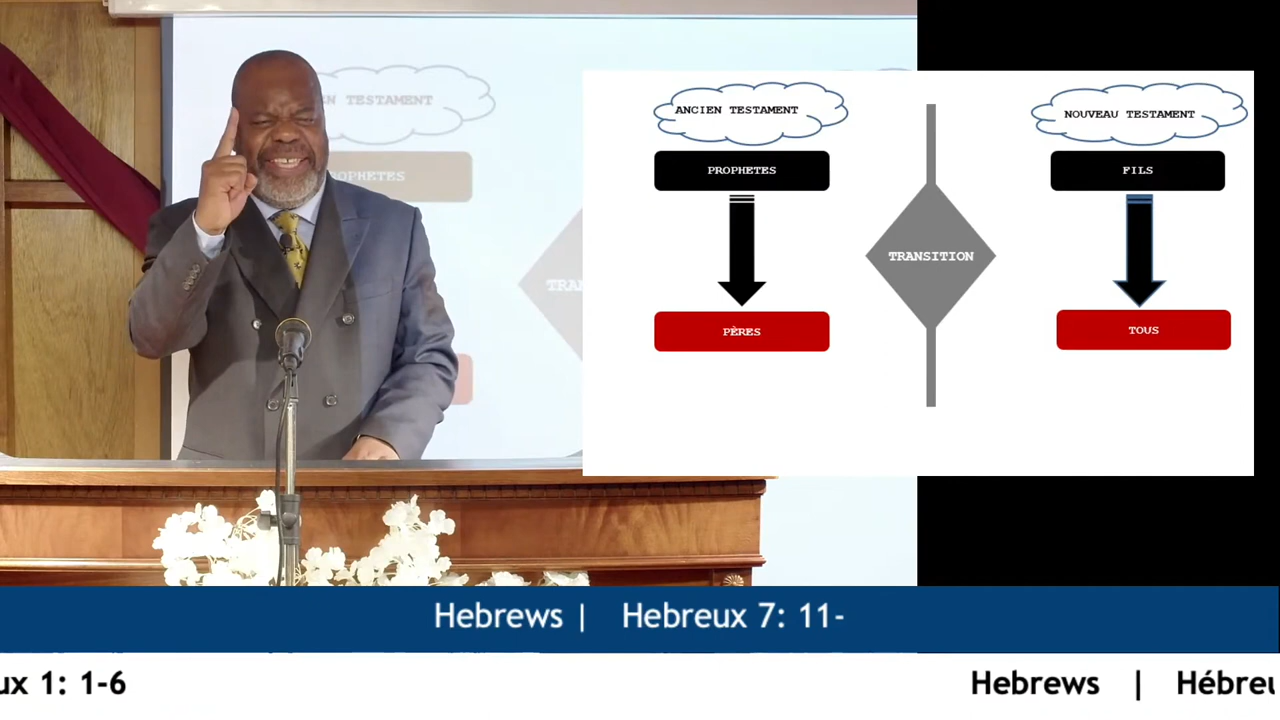 TESTAMENT
ANCIEN TESTAMENT
NOUVEAU TESTAMENT
PROPHETES
FILS
TRANSITION
PÈRES
TOUS
Hebrews | Hebreux 7: 11-
ux 1: 1-6
Hebrews | Hébreu